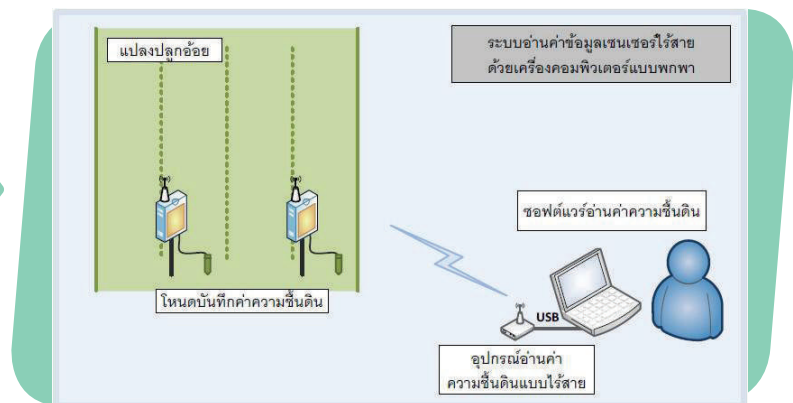 แปลงปลูกอ้อย
ระบบอ่านค่าข้อมูลเซนเซอร์ไร้สาย
ด้วยเครื่องคอมพิวเตอร์แบบพกพา
ซอฟต์แวร์อ่านค่าความชื้นดิน
โหนดบันทึกค่าความชื้นดิน
USB
อุปกรณ์อ่านค่า
ความชื้นดินแบบไร้สาย